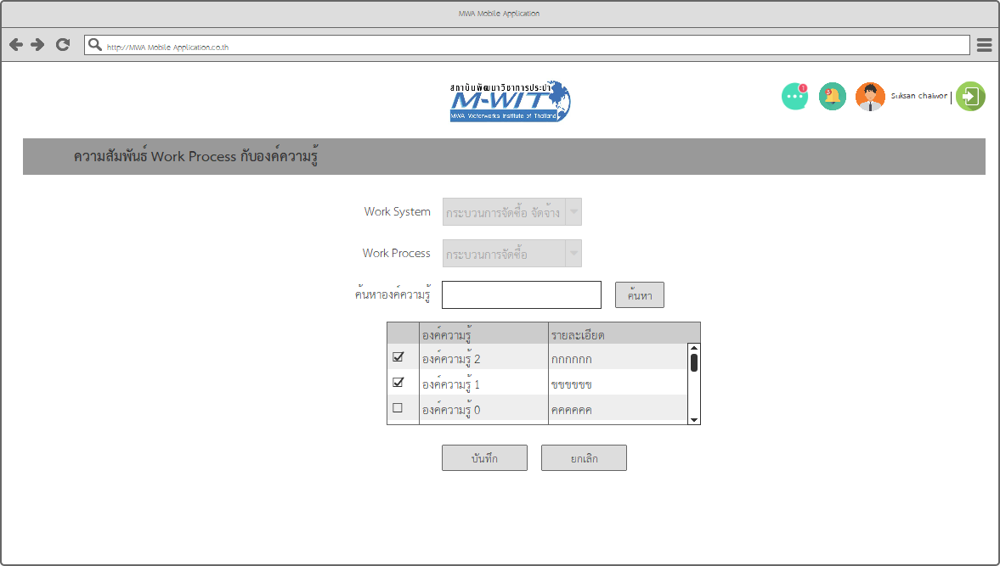 MWA Mobile Application
http://MWA Mobile Application.co.th
สถาบันพัฒนาวิชาการประปา
M-WIT
MWA Waterworks Institute of Thailand
1
5
Suksan chaiwor |
ความสัมพันธ์ Work Process กับองค์ความรู้
Work System กระบวนการจัดซื้อ จัดจ้าง
Work Process กระบวนการจัดซื้อ
ค้นหาองค์ความรู้ ค้นหา
องค์ความรู้ รายละเอียด
องค์ความรู้ 2 กกกกกก
องค์ความรู้ 1 ขขขขขข
องค์ความรู้ 0 คคคคคค
บันทึก ยกเลิก